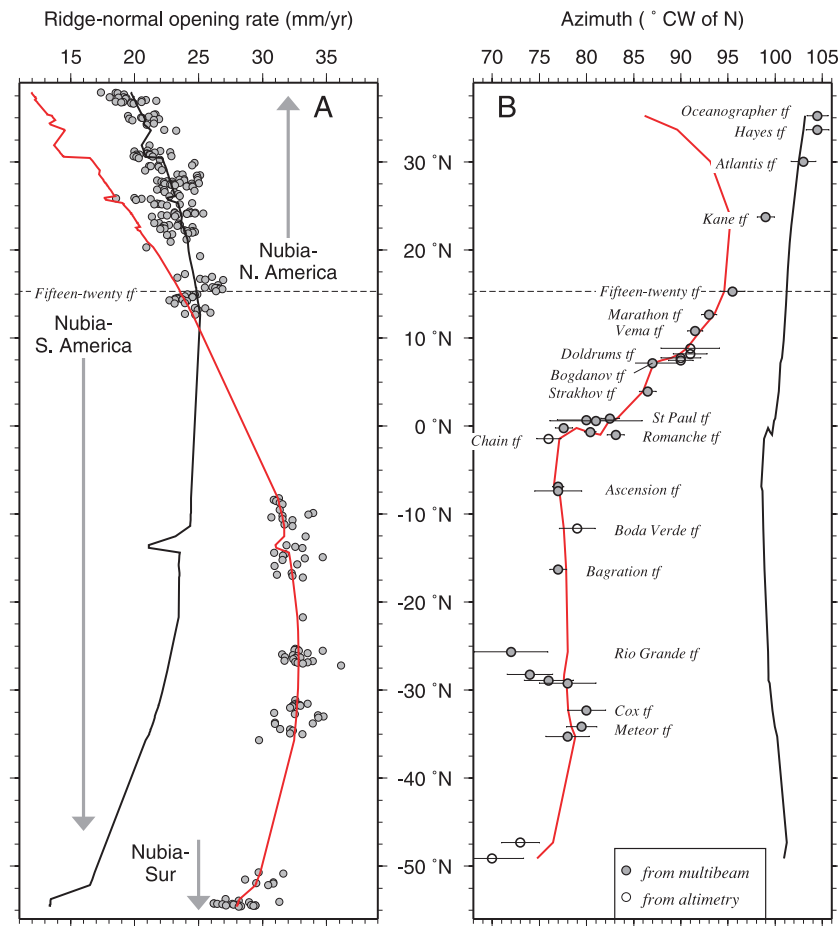 Ridge-normal opening rate (mm/yr)
15 20 25 30 35
A
Nubia-
N. America
Fifteen-twenty tf
Nubia-
S. America
Nubia-
Sur
30 °N
20 °N
10 °N
0 °N
-10 °N
-20 °N
-30 °N
-40 °N
-50 °N
Azimuth ( ° CW of N)
70 75 80 85 90 95 100 105
B
Oceanographer tf
Hayes tf
Atlantis tf
Kane tf
Fifteen-twenty tf
Marathon tf
Vema tf
Doldrums tf
Bogdanov tf
Strakhov tf
St Paul tf
Romanche tf
Chain tf
Ascension tf
Boda Verde tf
Bagration tf
Rio Grande tf
Cox tf
Meteor tf
from multibeam
from altimetry